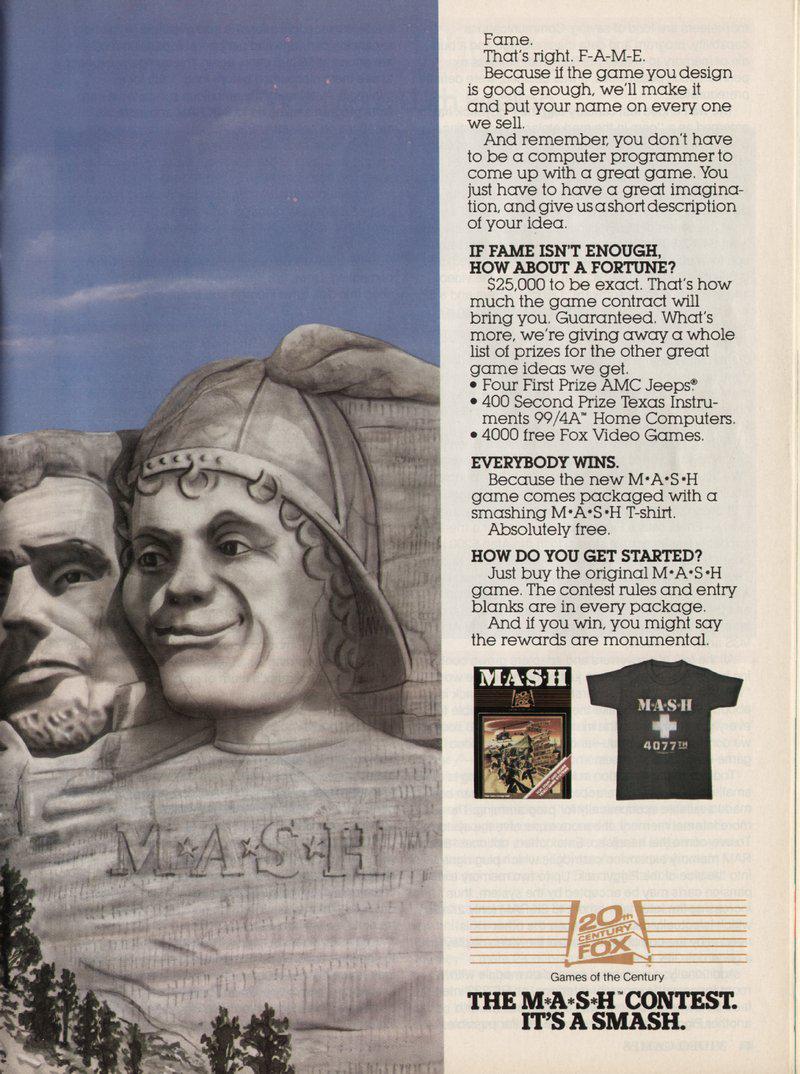 Fame.
That's right. F-A-M-E.
Because if the game you design
is good enough, we'll make it
and put your name on every one
we sell.
And remember, you don't have
to be a computer programmer to
come up with a great game. You
just have to have a great imagina-
tion, and give us a short description
of your idea.
IF FAME ISN'T ENOUGH,
HOW ABOUT A FORTUNE?
$25,000 to be exact. That's how
much the game contract will
bring you. Guaranteed. What's
more, we're giving away a whole
list of prizes for the other great
game ideas we get.
• Four First Prize AMC Jeeps®
• 400 Second Prize Texas Instru-
ments 99/4A™ Home Computers.
• 4000 free Fox Video Games.
EVERYBODY WINS.
Because the new M•A•S•H
game comes packaged with a
smashing M•A•S•H T-shirt.
Absolutely free.
HOW DO YOU GET STARTED?
Just buy the original M•A•S•H
game. The contest rules and entry
blanks are in every package.
And if you win, you might say
the rewards are monumental.
M•A•S•H
20th
CENTURY
FOX
M•A•S•H
4077TH
M*A*S*H
20th
CENTURY
FOX
Games of the Century
THE M*A*S*H™ CONTEST.
IT'S A SMASH.